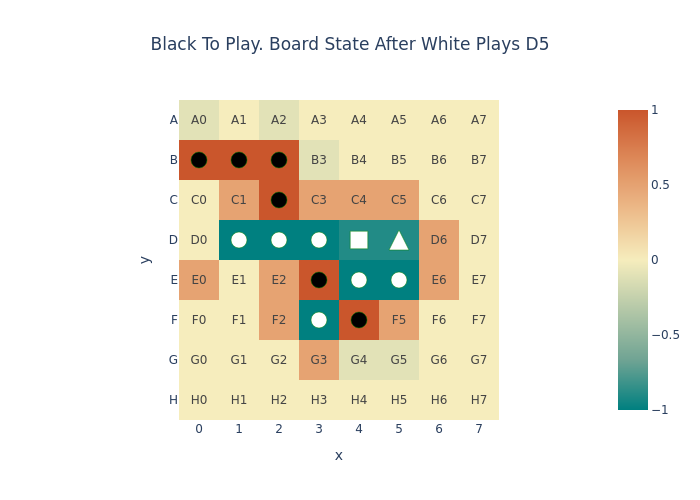 Black To Play. Board State After White Plays D5
A A0 A1 A2 A3 A4 A5 A6 A7
B B3 B4 B5 B6 B7
C C0 C1 C3 C4 C5 C6 C7
D D0 D6 D7
E E0 E1 E2 E6 E7
F F0 F1 F2 F5 F6 F7
G G0 G1 G2 G3 G4 G5 G6 G7
H H0 H1 H2 H3 H4 H5 H6 H7
0 1 2 3 4 5 6 7
x
y
1
0.5
0
−0.5
−1